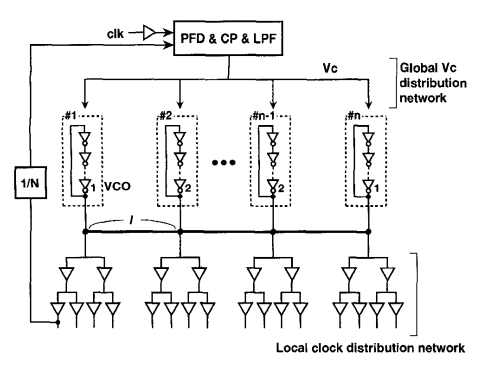 clk
PFD & CP & LPF
Vc
Global Vc
distribution
network
#1
#2
#n-1
#n
1/N
1
VCO
2
2
1
l
Local clock distribution network